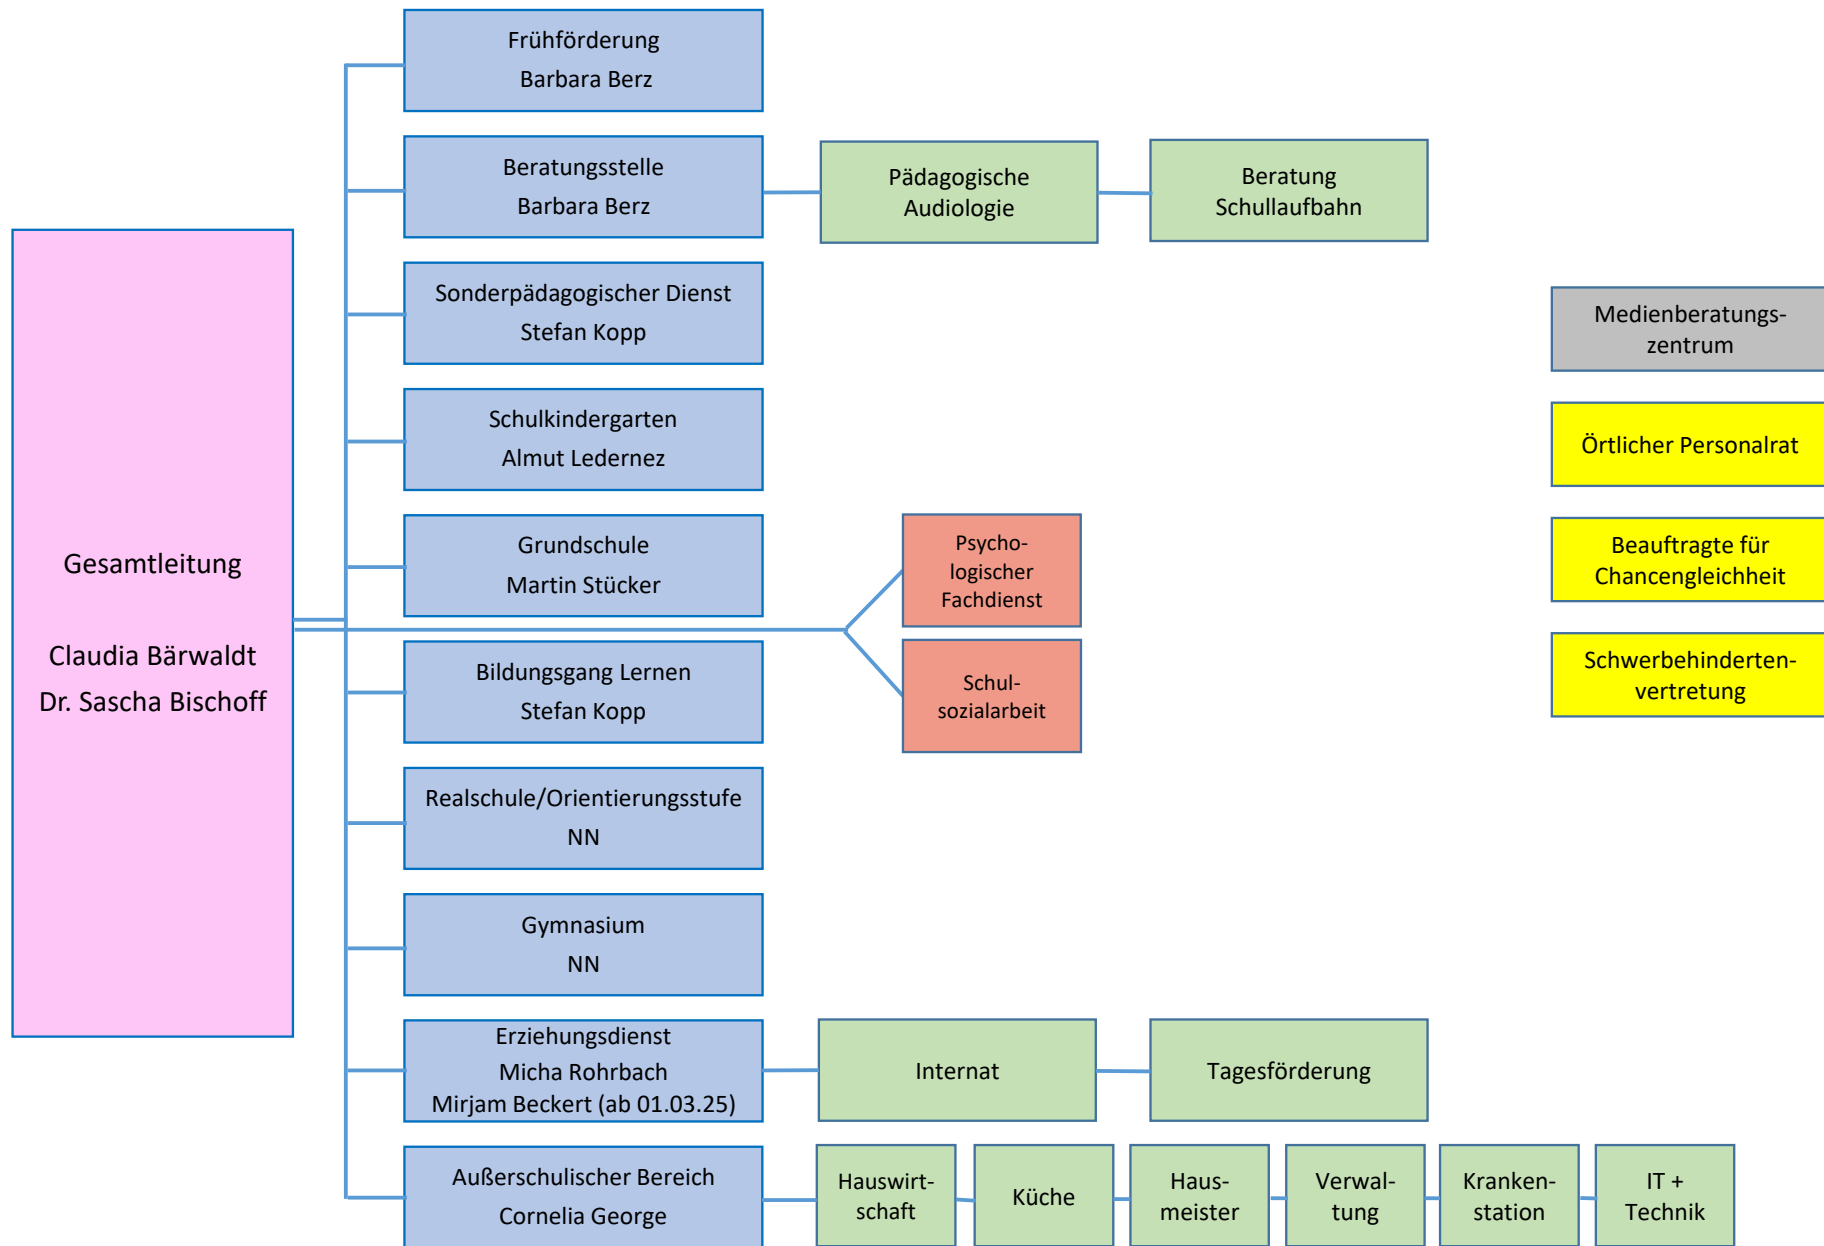 Gesamtleitung
Claudia Bärwaldt
Dr. Sascha Bischoff
Frühförderung
Barbara Berz
Beratungsstelle
Barbara Berz
Pädagogische
Audiologie
Beratung
Schullaufbahn
Sonderpädagogischer Dienst
Stefan Kopp
Schulkindergarten
Almut Ledernez
Grundschule
Martin Stücker
Psycho-
logischer
Fachdienst
Schul-
sozialarbeit
Bildungsgang Lernen
Stefan Kopp
Realschule/Orientierungsstufe
NN
Gymnasium
NN
Erziehungsdienst
Micha Rohrbach
Mirjam Beckert (ab 01.03.25)
Internat
Tagesförderung
Außerschulischer Bereich
Cornelia George
Hauswirt-
schaft
Küche
Haus-
meister
Verwal-
tung
Kranken-
station
IT +
Technik
Medienberatungs-
zentrum
Örtlicher Personalrat
Beauftragte für
Chancengleichheit
Schwerbehinderten-
vertretung